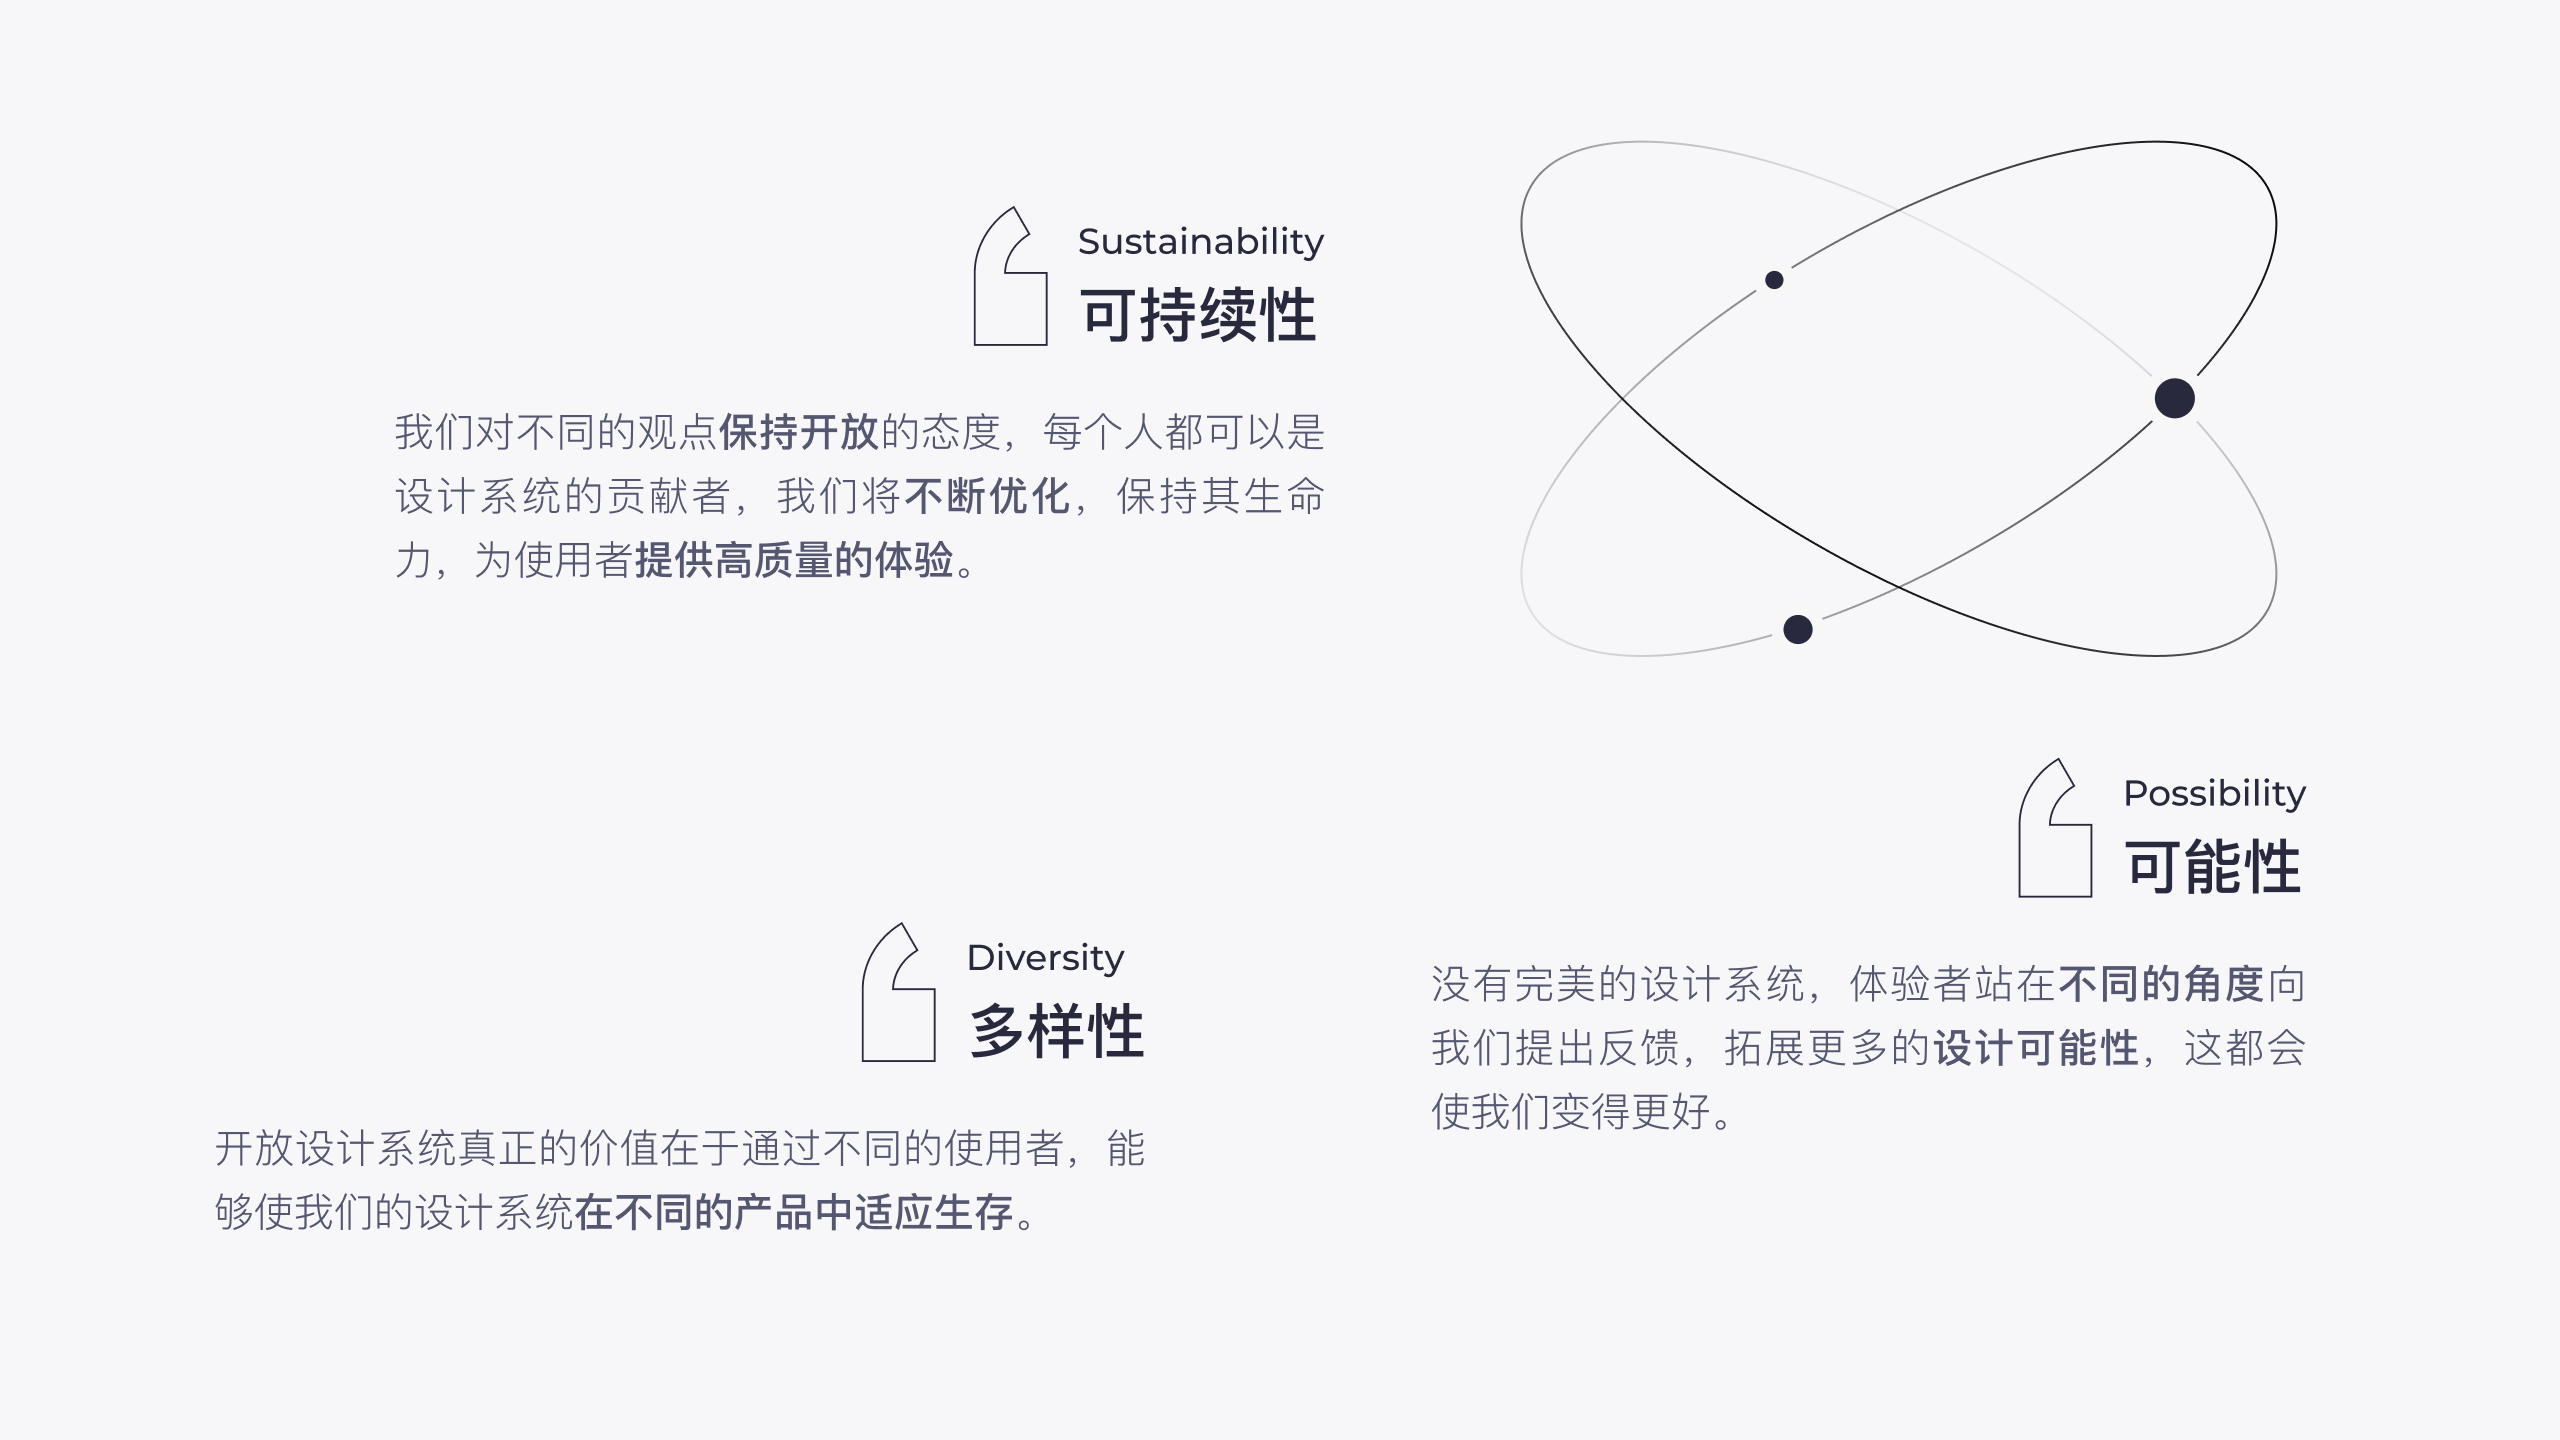 Sustainability
可持续性
我们对不同的观点保持开放的态度，每个人都可以是
设计系统的贡献者，我们将不断优化，保持其生命
力，为使用者提供高质量的体验。
Possibility
可能性
没有完美的设计系统，体验者站在不同的角度向
我们提出反馈，拓展更多的设计可能性，这都会
使我们变得更好。
Diversity
多样性
开放设计系统真正的价值在于通过不同的使用者，能
够使我们的设计系统在不同的产品中适应生存。